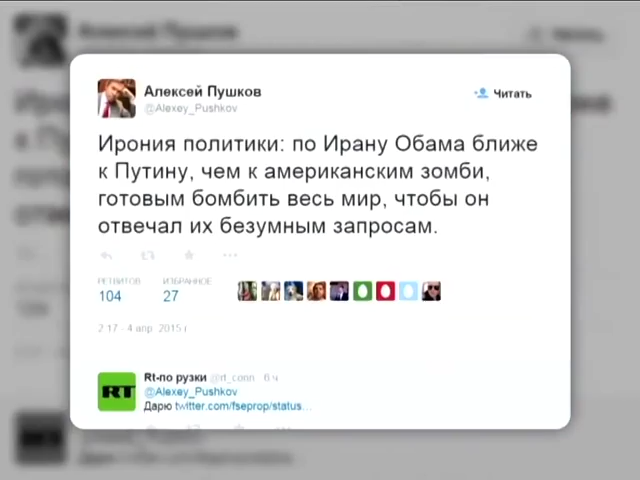 Алексей Пушков
@Alexey_Pushkov
Читать
Ирония политики: по Ирану Обама ближе
к Путину, чем к американским зомби,
готовым бомбить весь мир, чтобы он
отвечал их безумным запросам.
РЕТВИТОВ ИЗБРАННОЕ
104 27
2:17 - 4 апр. 2015 г.
RT
Rt-по рузки @rt_conn 6 ч
@Alexey_Pushkov
Дарю twitter.com/fseprop/status...